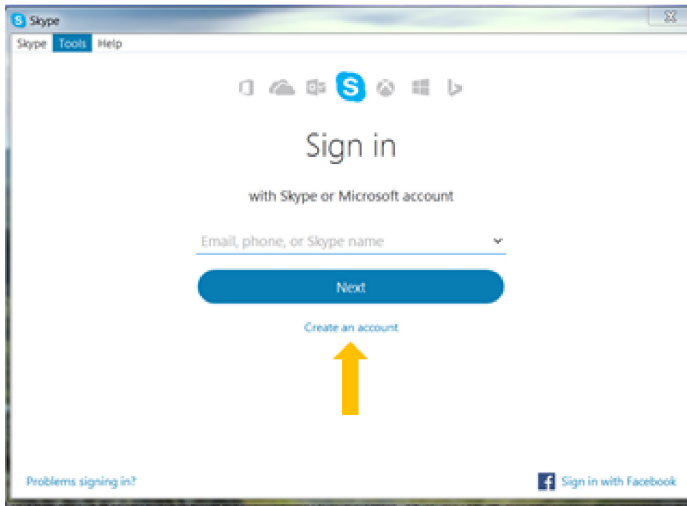 Skype
Skype Tools Help
Sign in
with Skype or Microsoft account
Email, phone, or Skype name
Next
Create an account
Problems signing in?
Sign in with Facebook